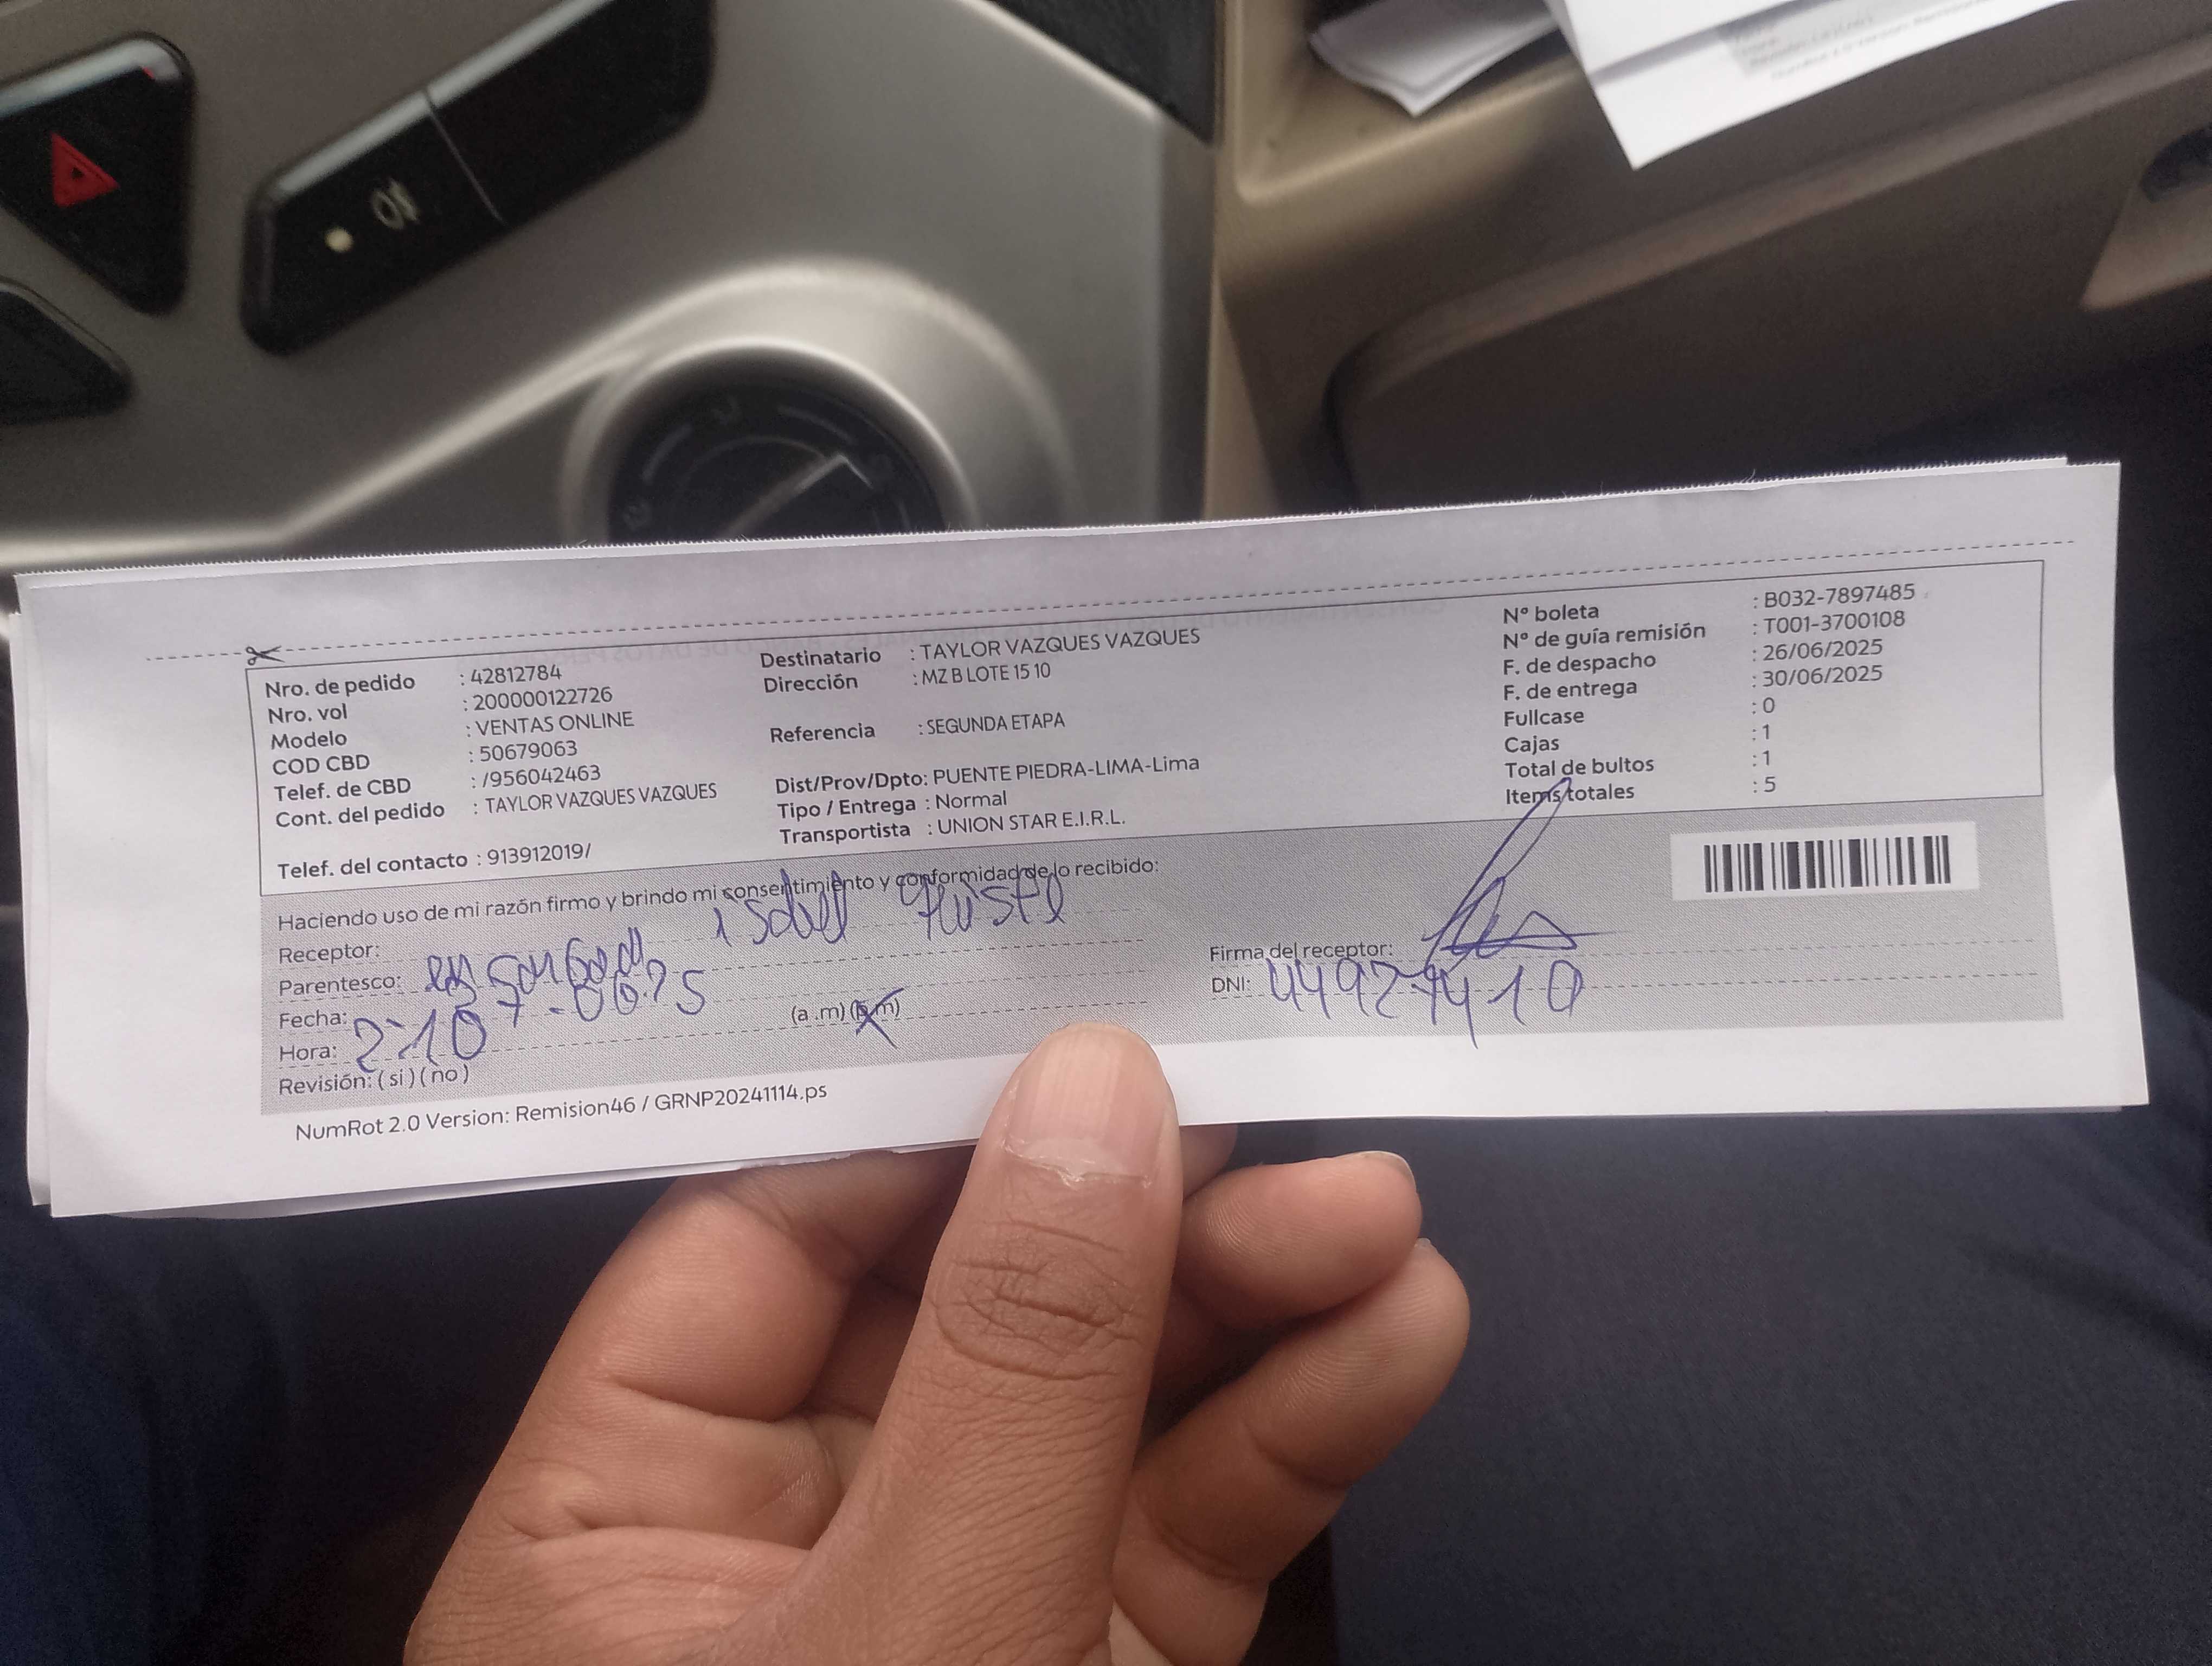 Nro. de pedido : 42812784
Nro. vol : 200000122726
Modelo : VENTAS ONLINE
COD CBD : 50679063
Telef. de CBD : /956042463
Cont. del pedido : TAYLOR VAZQUES VAZQUES
Telef. del contacto : 913912019/
Destinatario : TAYLOR VAZQUES VAZQUES
Dirección : MZ B LOTE 15 10
Referencia : SEGUNDA ETAPA
Dist/Prov/Dpto: PUENTE PIEDRA-LIMA-Lima
Tipo / Entrega : Normal
Transportista : UNION STAR E.I.R.L.
Nº boleta : B032-7897485
Nº de guía remisión : T001-3700108
F. de despacho : 26/06/2025
F. de entrega : 30/06/2025
Fullcase : 0
Cajas : 1
Total de bultos : 1
Items totales : 5
Haciendo uso de mi razón firmo y brindo mi consentimiento y conformidad de lo recibido:
Receptor: isabel
Parentesco:
Fecha:
Hora: 2:10 (a .m) (p.m)
Revisión: ( si ) ( no )
Firma del receptor:
DNI:
NumRot 2.0 Version: Remision46 / GRNP20241114.ps